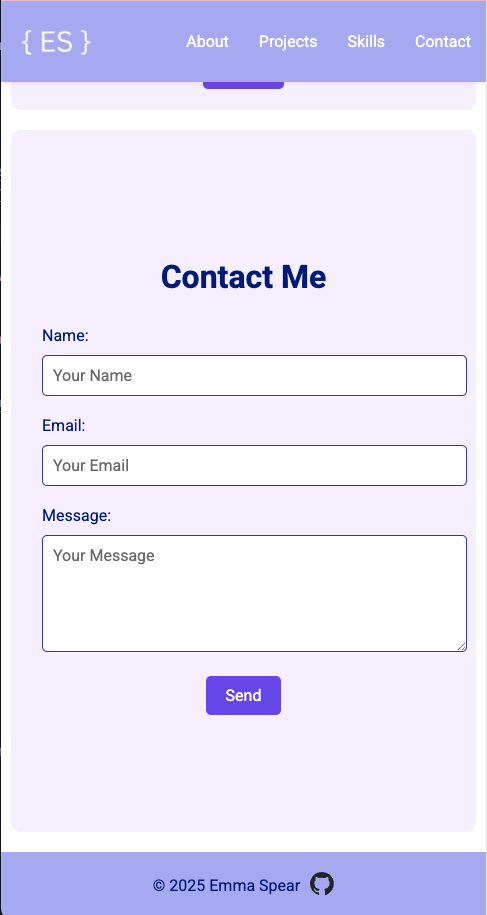 { ES }
About Projects Skills Contact
Contact Me
Name:
Your Name
Email:
Your Email
Message:
Your Message
Send
© 2025 Emma Spear